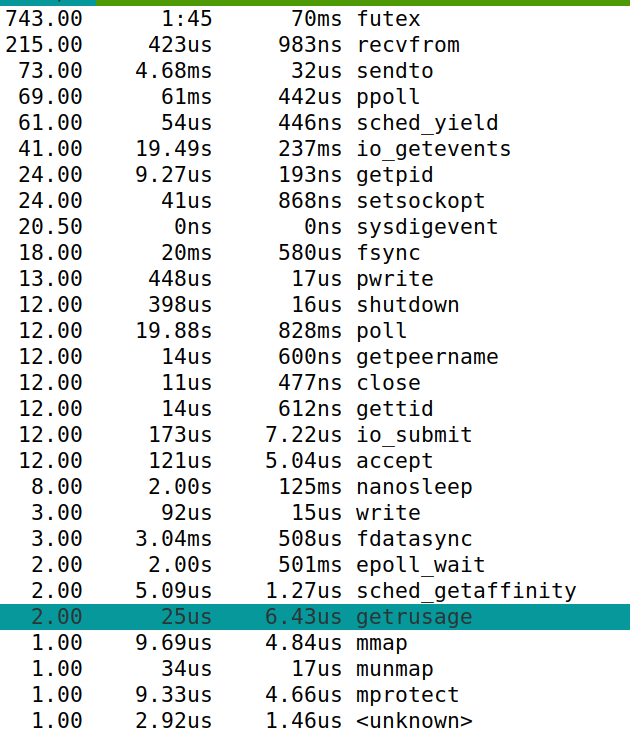 743.00 1:45 70ms futex
215.00 423us 983ns recvfrom
73.00 4.68ms 32us sendto
69.00 61ms 442us ppoll
61.00 54us 446ns sched_yield
41.00 19.49s 237ms io_getevents
24.00 9.27us 193ns getpid
24.00 41us 868ns setsockopt
20.50 0ns 0ns sysdigevent
18.00 20ms 580us fsync
13.00 448us 17us pwrite
12.00 398us 16us shutdown
12.00 19.88s 828ms poll
12.00 14us 600ns getpeername
12.00 11us 477ns close
12.00 14us 612ns gettid
12.00 173us 7.22us io_submit
12.00 121us 5.04us accept
8.00 2.00s 125ms nanosleep
3.00 92us 15us write
3.00 3.04ms 508us fdatasync
2.00 2.00s 501ms epoll_wait
2.00 5.09us 1.27us sched_getaffinity
2.00 25us 6.43us getrusage
1.00 9.69us 4.84us mmap
1.00 34us 17us munmap
1.00 9.33us 4.66us mprotect
1.00 2.92us 1.46us <unknown>